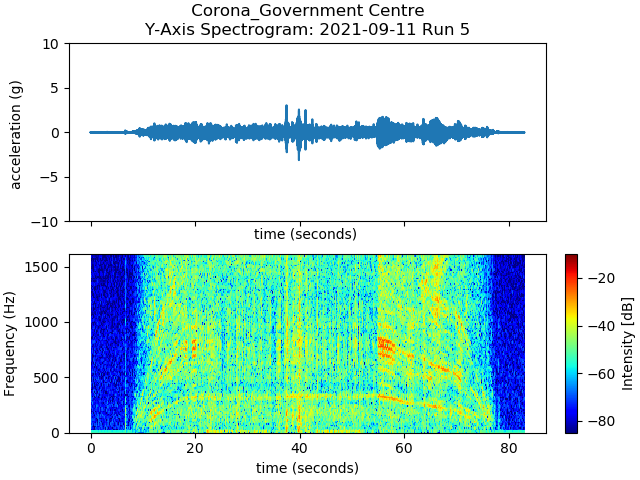 Corona_Government Centre
Y-Axis Spectrogram: 2021-09-11 Run 5
10
5
0
−5
−10
acceleration (g)
time (seconds)
1500
1000
500
0
Frequency (Hz)
0 20 40 60 80
time (seconds)
−20
−40
−60
−80
Intensity [dB]